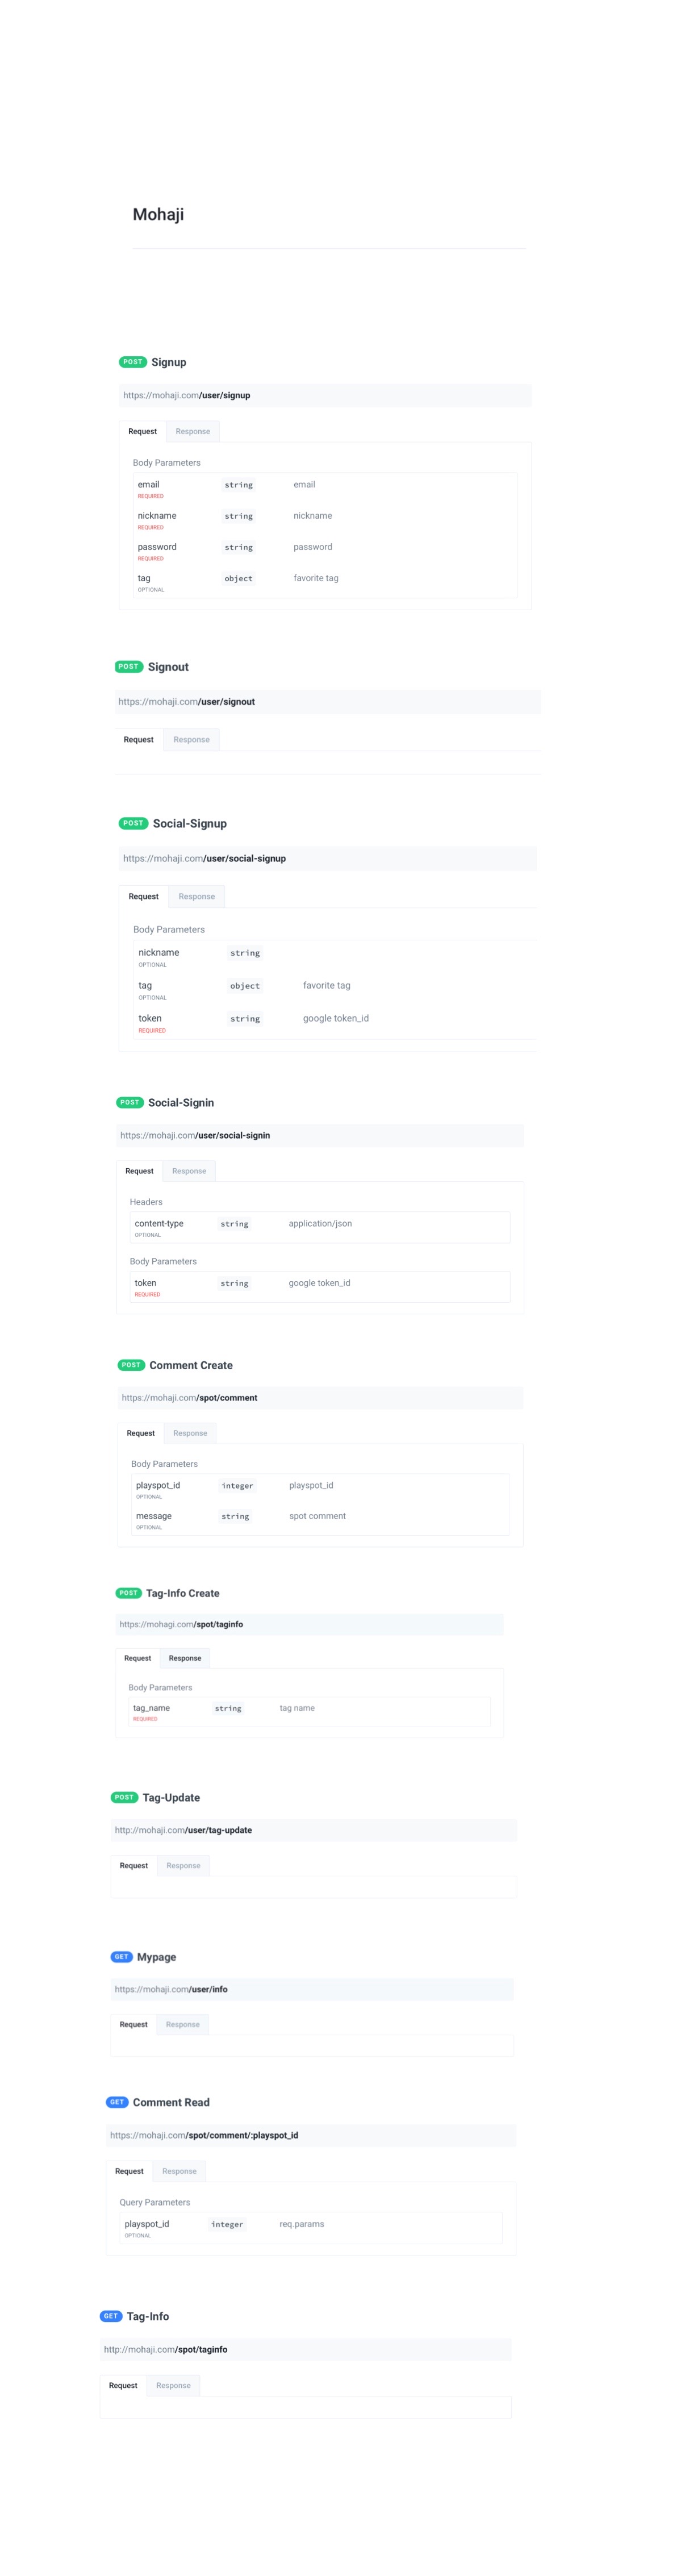 Mohaji
POST Signup
https://mohaji.com/user/signup
Request Response
Body Parameters
email string email
REQUIRED
nickname string nickname
REQUIRED
password string password
REQUIRED
tag object favorite tag
OPTIONAL
POST Signout
https://mohaji.com/user/signout
Request Response
POST Social-Signup
https://mohaji.com/user/social-signup
Request Response
Body Parameters
nickname string
OPTIONAL
tag object favorite tag
OPTIONAL
token string google token_id
REQUIRED
POST Social-Signin
https://mohaji.com/user/social-signin
Request Response
Headers
content-type string application/json
OPTIONAL
Body Parameters
token string google token_id
REQUIRED
POST Comment Create
https://mohaji.com/spot/comment
Request Response
Body Parameters
playspot_id integer playspot_id
OPTIONAL
message string spot comment
OPTIONAL
POST Tag-Info Create
https://mohagi.com/spot/taginfo
Request Response
Body Parameters
tag_name string tag name
REQUIRED
POST Tag-Update
http://mohaji.com/user/tag-update
Request Response
GET Mypage
https://mohaji.com/user/info
Request Response
GET Comment Read
https://mohaji.com/spot/comment/:playspot_id
Request Response
Query Parameters
playspot_id integer req.params
OPTIONAL
GET Tag-Info
http://mohaji.com/spot/taginfo
Request Response